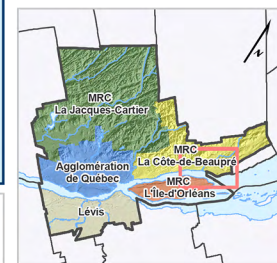 N
MRC
La Jacques-Cartier
MRC
La Côte-de-Beaupré
Agglomération
de Québec
MRC
L'Île-d'Orléans
Lévis